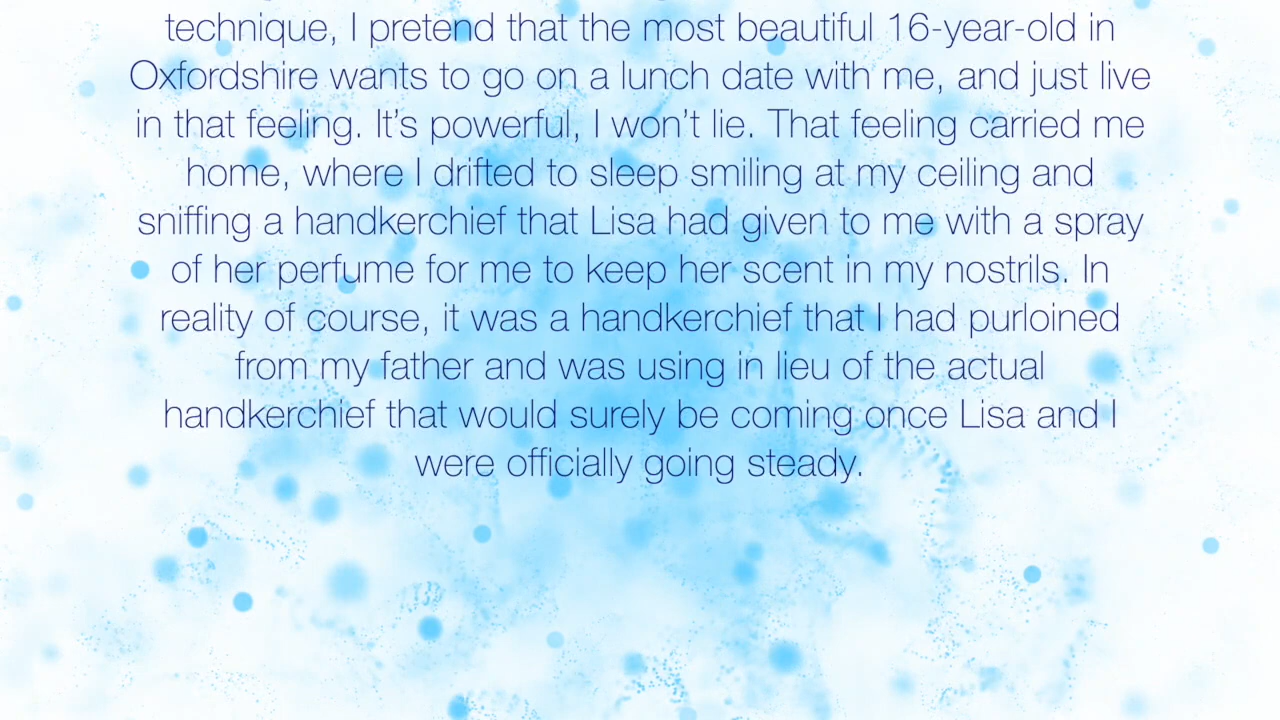 technique, I pretend that the most beautiful 16-year-old in
Oxfordshire wants to go on a lunch date with me, and just live
in that feeling. It’s powerful, I won’t lie. That feeling carried me
home, where I drifted to sleep smiling at my ceiling and
sniffing a handkerchief that Lisa had given to me with a spray
of her perfume for me to keep her scent in my nostrils. In
reality of course, it was a handkerchief that I had purloined
from my father and was using in lieu of the actual
handkerchief that would surely be coming once Lisa and I
were officially going steady.